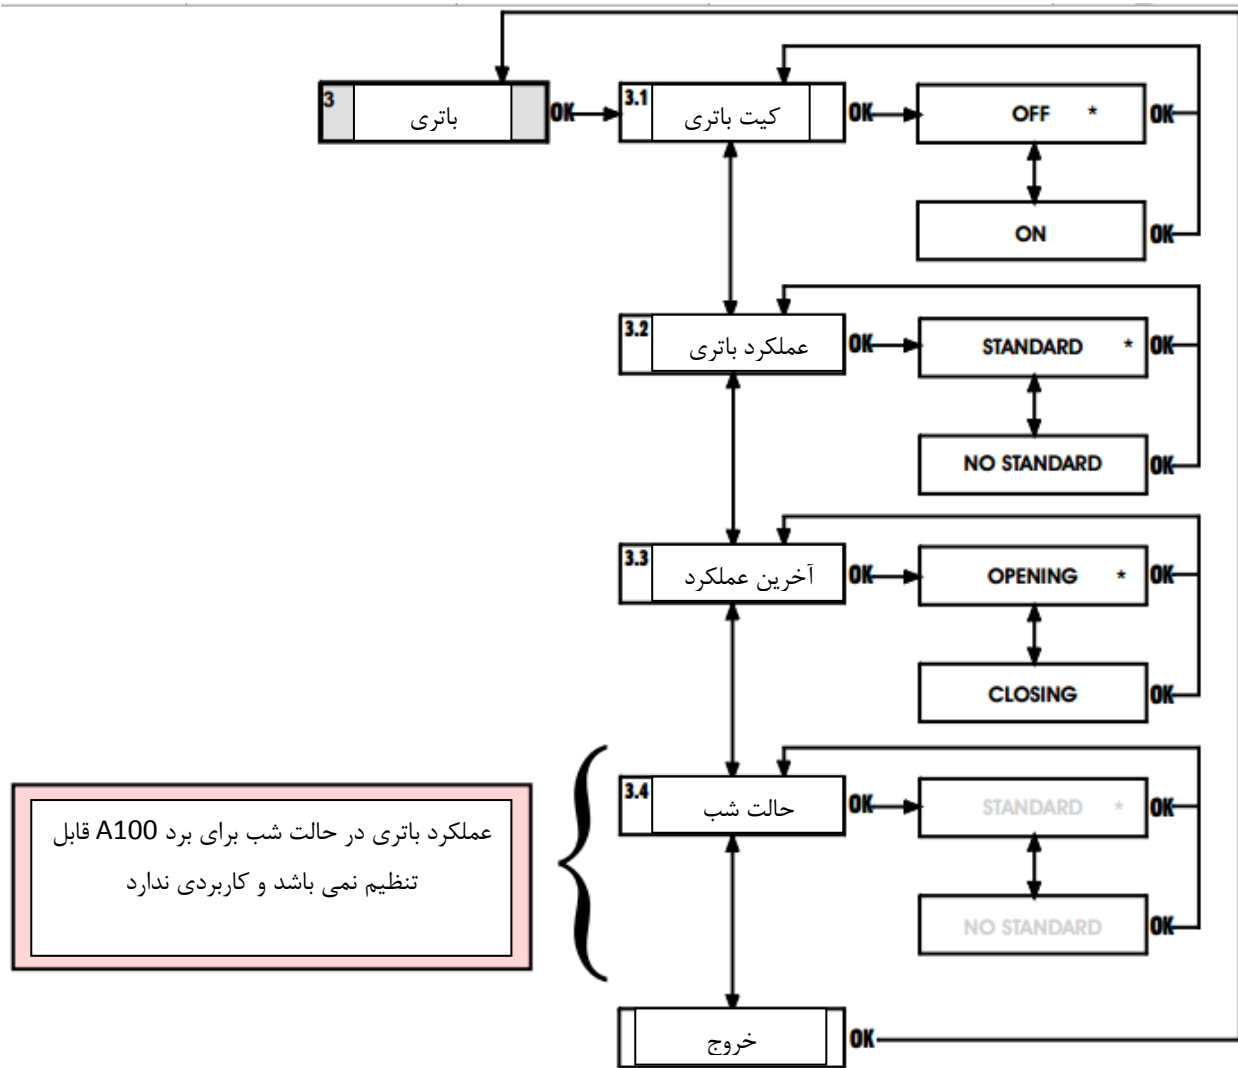 3
باتری
OK
3.1
کیت باتری
OK
OFF *
OK
ON
OK
3.2
عملکرد باتری
OK
STANDARD *
OK
NO STANDARD
OK
3.3
آخرین عملکرد
OK
OPENING *
OK
CLOSING
OK
3.4
حالت شب
OK
STANDARD *
OK
NO STANDARD
OK
عملکرد باتری در حالت شب برای برد A100 قابل
تنظیم نمی باشد و کاربردی ندارد
خروج
OK